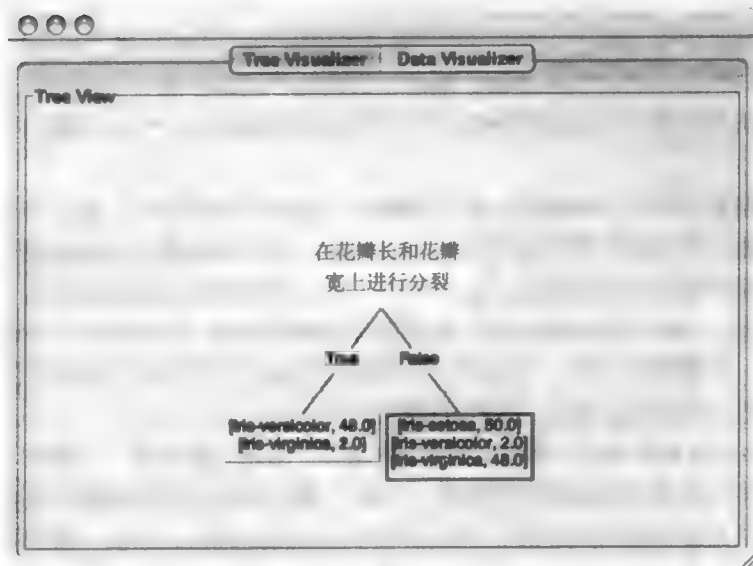 Tree Visualizer
Data Visualizer
Tree View
在花瓣长和花瓣
宽上进行分裂
True
False
[Iris-versicolor, 48.0]
[Iris-virginica, 2.0]
[Iris-setosa, 50.0]
[Iris-versicolor, 2.0]
[Iris-virginica, 48.0]